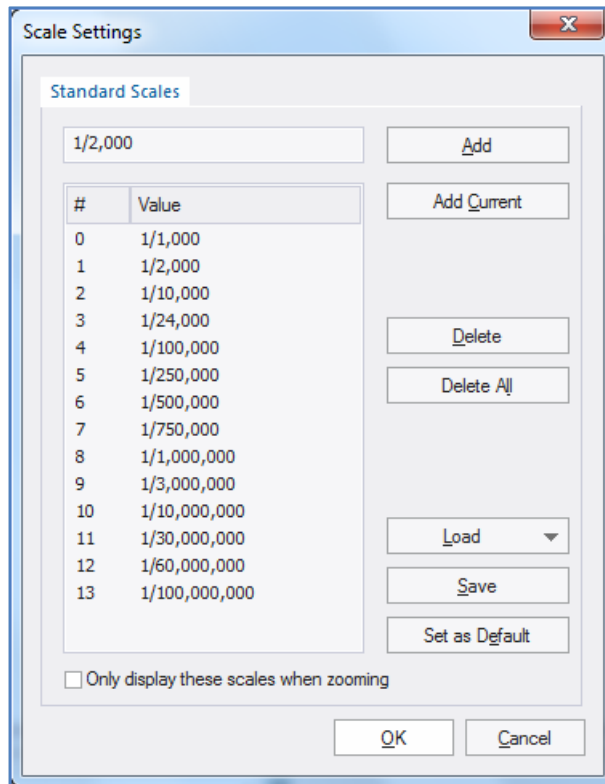 Scale Settings
x
Standard Scales
1/2,000
Add
Add Current
# Value
0 1/1,000
1 1/2,000
2 1/10,000
3 1/24,000
4 1/100,000
5 1/250,000
6 1/500,000
7 1/750,000
8 1/1,000,000
9 1/3,000,000
10 1/10,000,000
11 1/30,000,000
12 1/60,000,000
13 1/100,000,000
Delete
Delete All
Load
Save
Set as Default
Only display these scales when zooming
OK Cancel